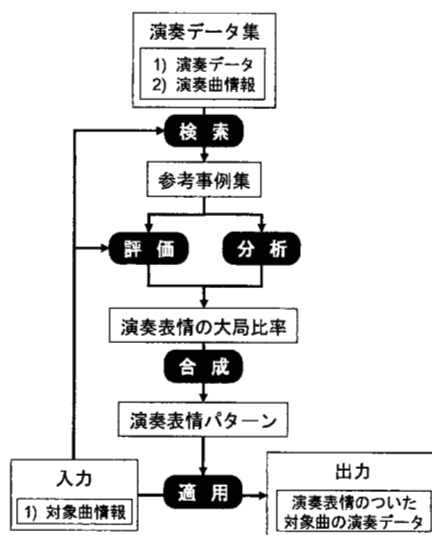 演奏データ集
1) 演奏データ
2) 演奏曲情報
検 索
参考事例集
評 価
分 析
演奏表情の大局比率
合 成
演奏表情パターン
入力
1) 対象曲情報
適 用
出力
演奏表情のついた
対象曲の演奏データ